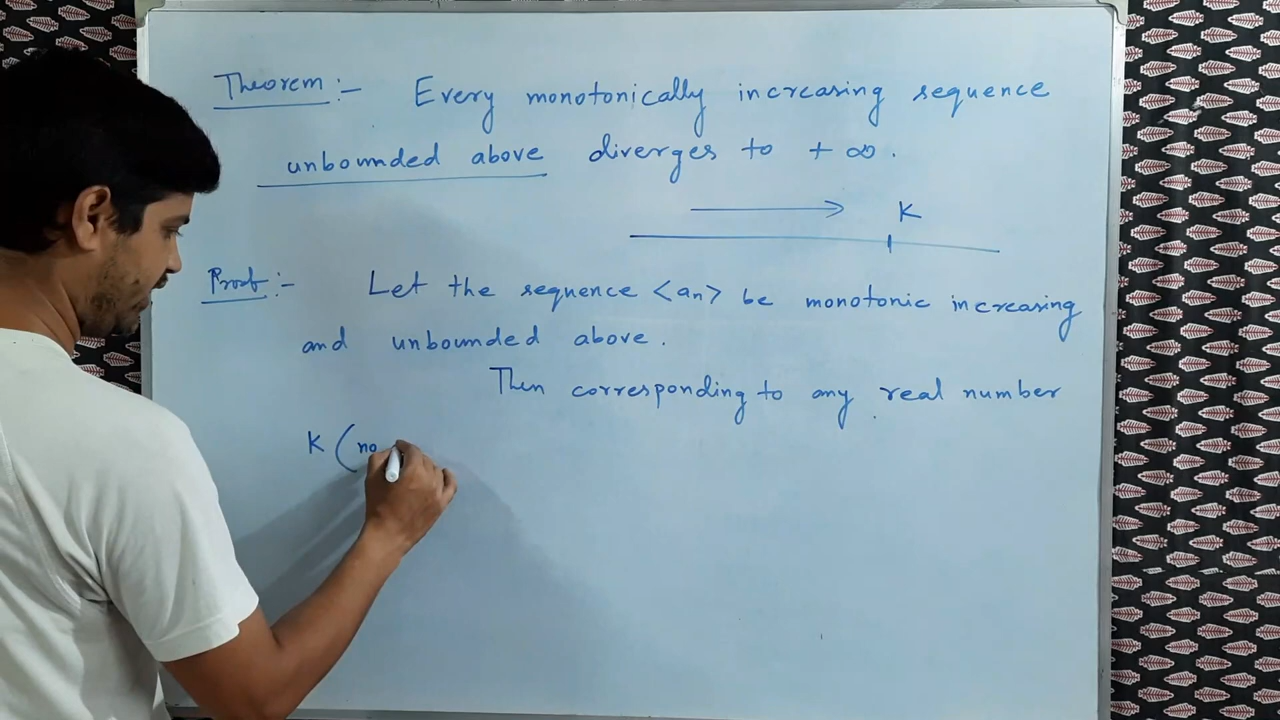 Theorem :- Every monotonically increasing sequence
unbounded above diverges to + ∞ .
K
Proof :- Let the sequence <an> be monotonic increasing
and unbounded above .
Then corresponding to any real number
K ( no